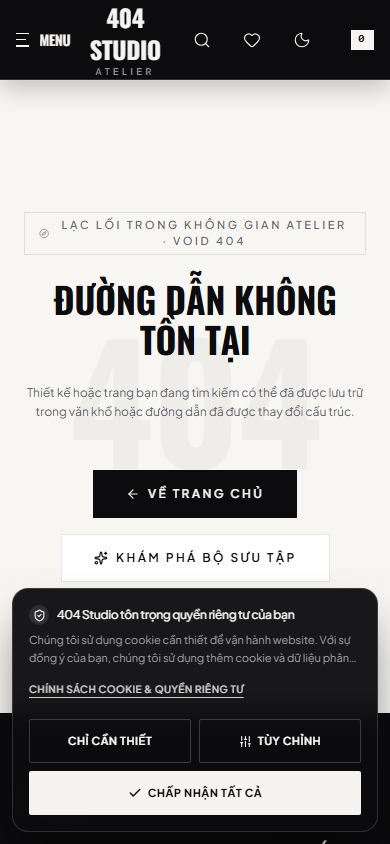 MENU
404
STUDIO
ATELIER
0
LẠC LỐI TRONG KHÔNG GIAN ATELIER
· VOID 404
404
ĐƯỜNG DẪN KHÔNG
TỒN TẠI
Thiết kế hoặc trang bạn đang tìm kiếm có thể đã được lưu trữ
trong văn khố hoặc đường dẫn đã được thay đổi cấu trúc.
VỀ TRANG CHỦ
KHÁM PHÁ BỘ SƯU TẬP
404 Studio tôn trọng quyền riêng tư của bạn
Chúng tôi sử dụng cookie cần thiết để vận hành website. Với sự
đồng ý của bạn, chúng tôi sử dụng thêm cookie và dữ liệu phân...
CHÍNH SÁCH COOKIE & QUYỀN RIÊNG TƯ
CHỈ CẦN THIẾT
TÙY CHỈNH
CHẤP NHẬN TẤT CẢ